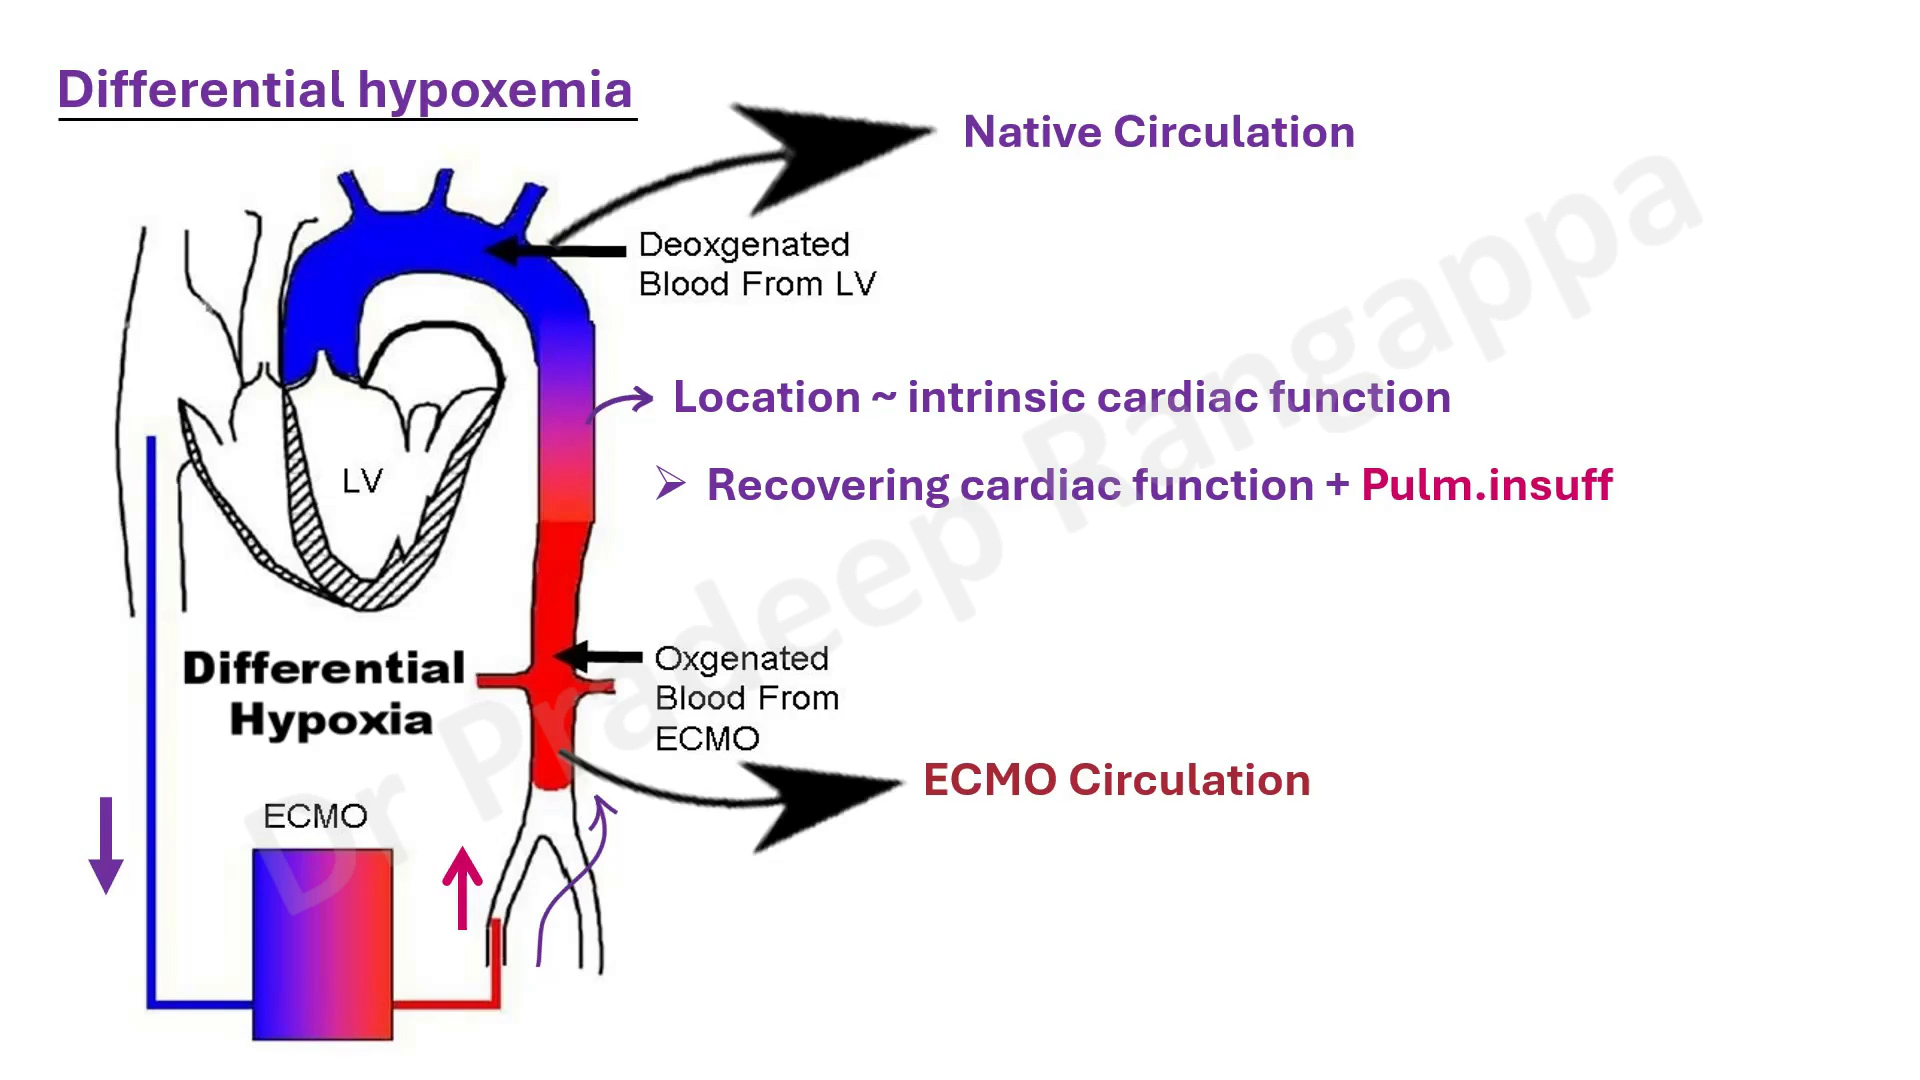 Differential hypoxemia
Native Circulation
Deoxgenated
Blood From LV
Location ~ intrinsic cardiac function
LV
➢ Recovering cardiac function + Pulm.insuff
Differential
Hypoxia
Oxgenated
Blood From
ECMO
ECMO Circulation
ECMO
Dr Pradeep Rangappa